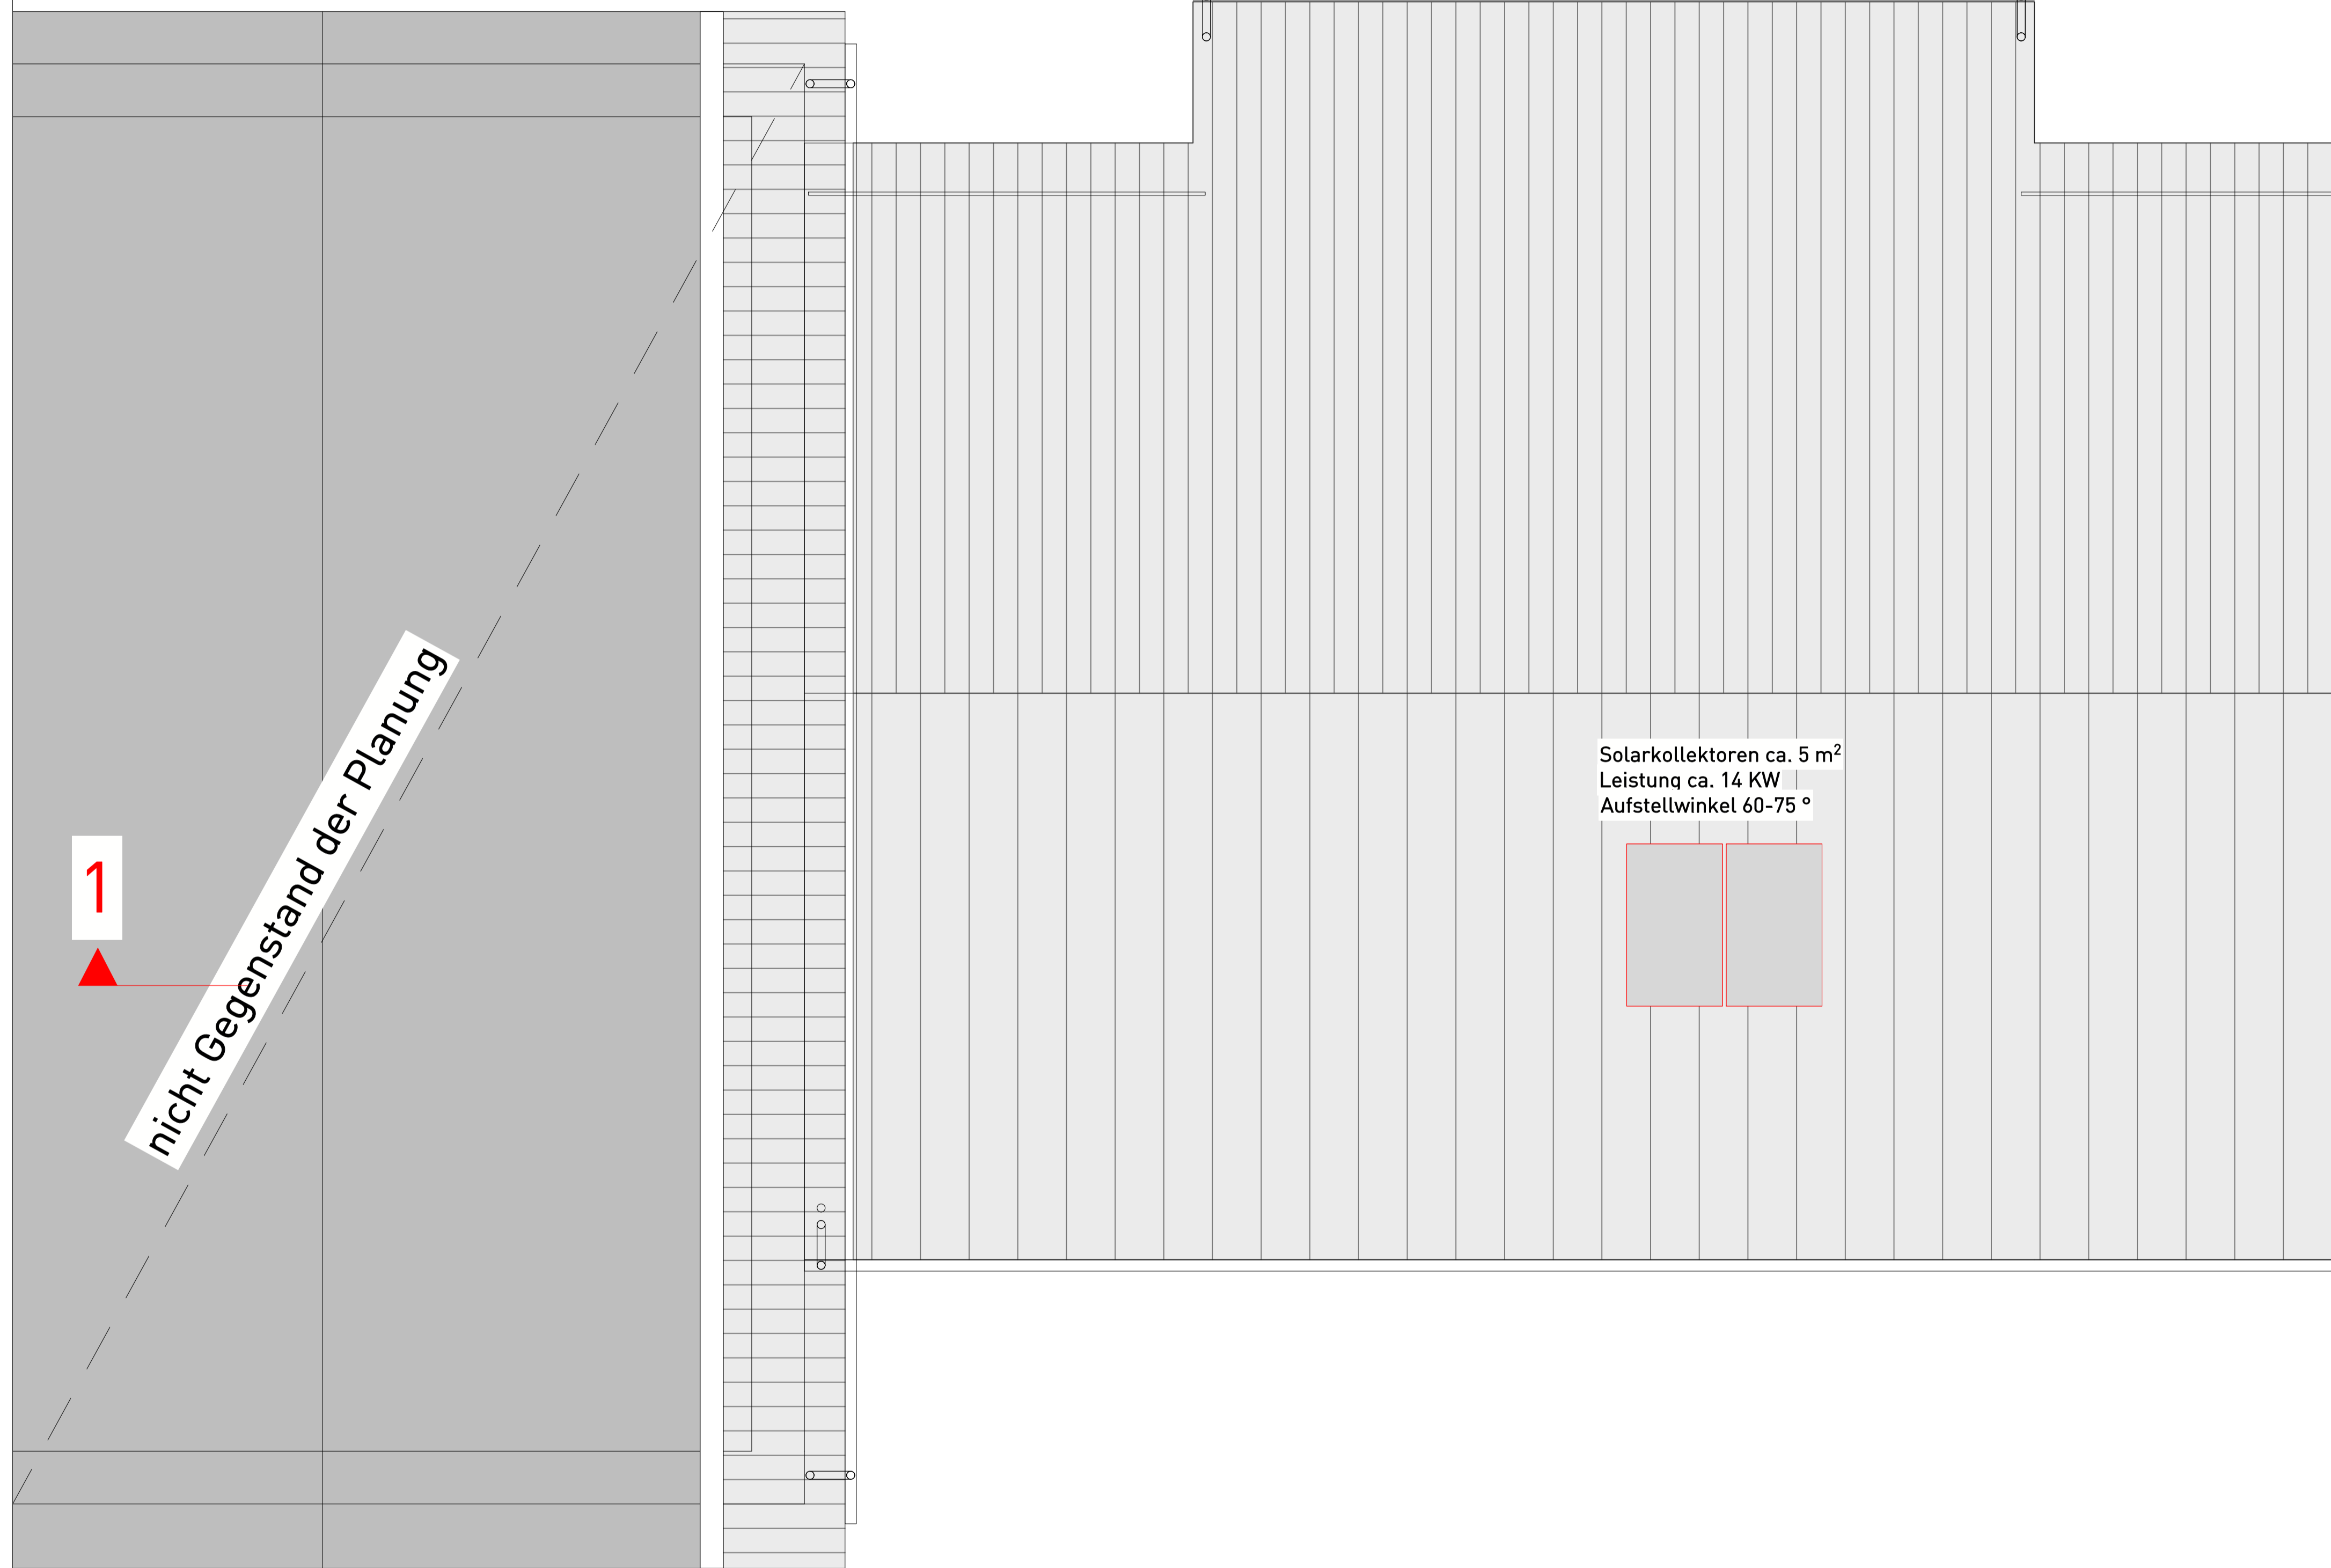 nicht Gegenstand der Planung
1
Solarkollektoren ca. 5 m²
Leistung ca. 14 KW
Aufstellwinkel 60-75 °